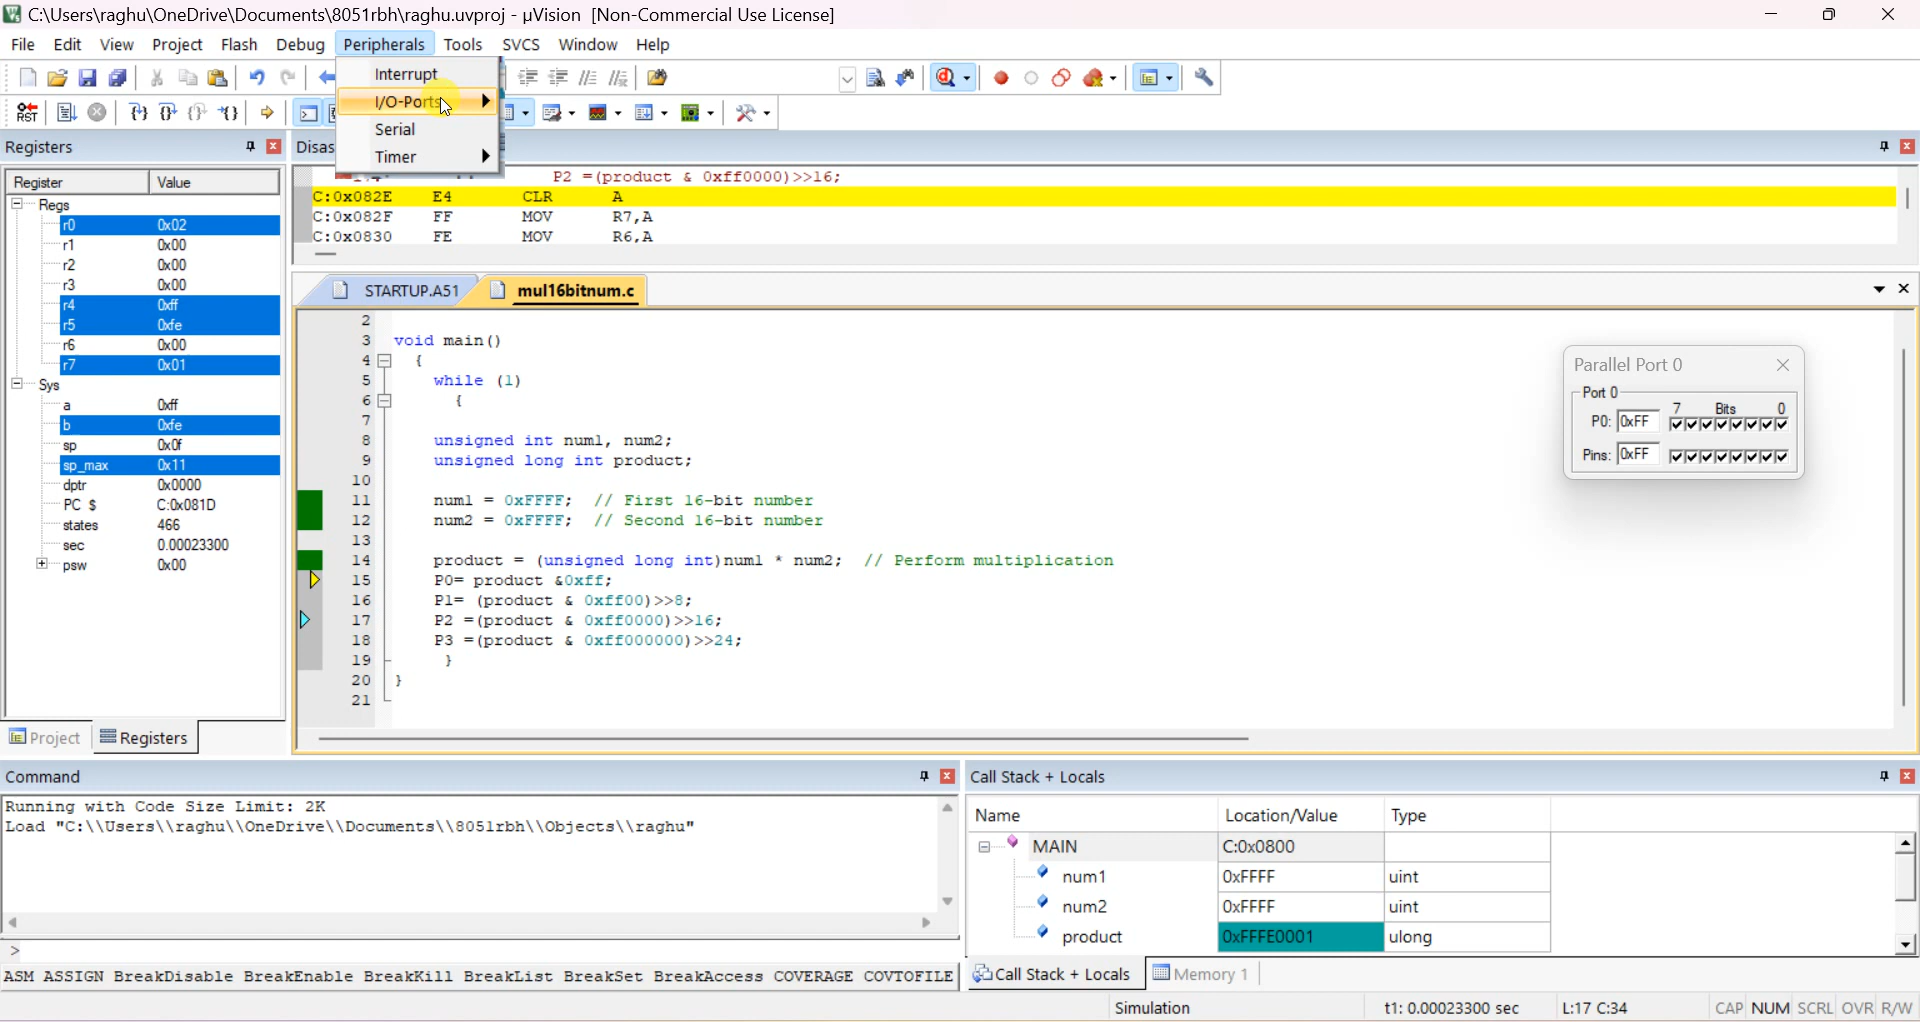 C:\Users\raghu\OneDrive\Documents\8051rbh\raghu.uvproj - µVision [Non-Commercial Use License]
File Edit View Project Flash Debug Peripherals Tools SVCS Window Help
Interrupt
I/O-Ports
Serial
Timer
RST
Registers
Register Value
Regs
r0 0x02
r1 0x00
r2 0x00
r3 0x00
r4 0xff
r5 0xfe
r6 0x00
r7 0x01
Sys
a 0xff
b 0xfe
sp 0x0f
sp_max 0x11
dptr 0x0000
PC $ C:0x081D
states 466
sec 0.00023300
psw 0x00
Project Registers
Disas
P2 =(product & 0xff0000)>>16;
C:0x082E E4 CLR A
C:0x082F FF MOV R7,A
C:0x0830 FE MOV R6,A
STARTUP.A51 mul16bitnum.c
2
3 void main()
4 {
5 while (1)
6 {
7
8 unsigned int num1, num2;
9 unsigned long int product;
10
11 num1 = 0xFFFF; // First 16-bit number
12 num2 = 0xFFFF; // Second 16-bit number
13
14 product = (unsigned long int)num1 * num2; // Perform multiplication
15 P0= product &0xff;
16 P1= (product & 0xff00)>>8;
17 P2 =(product & 0xff0000)>>16;
18 P3 =(product & 0xff000000)>>24;
19 }
20 }
21
Parallel Port 0
Port 0
7 Bits 0
P0: 0xFF
Pins: 0xFF
Command
Running with Code Size Limit: 2K
Load "C:\\Users\\raghu\\OneDrive\\Documents\\8051rbh\\Objects\\raghu"
>
ASM ASSIGN BreakDisable BreakEnable BreakKill BreakList BreakSet BreakAccess COVERAGE COVTOFILE
Call Stack + Locals
Name Location/Value Type
MAIN C:0x0800
num1 0xFFFF uint
num2 0xFFFF uint
product 0xFFFE0001 ulong
Call Stack + Locals Memory 1
Simulation t1: 0.00023300 sec L:17 C:34 CAP NUM SCRL OVR R/W